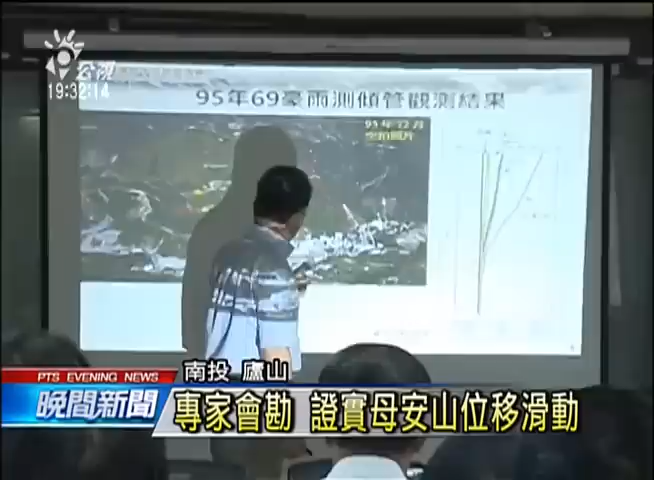 公視
19:32:14
95年69豪雨測傾管觀測結果
南投 廬山
PTS EVENING NEWS
晚間新聞
專家會勘 證實母安山位移滑動